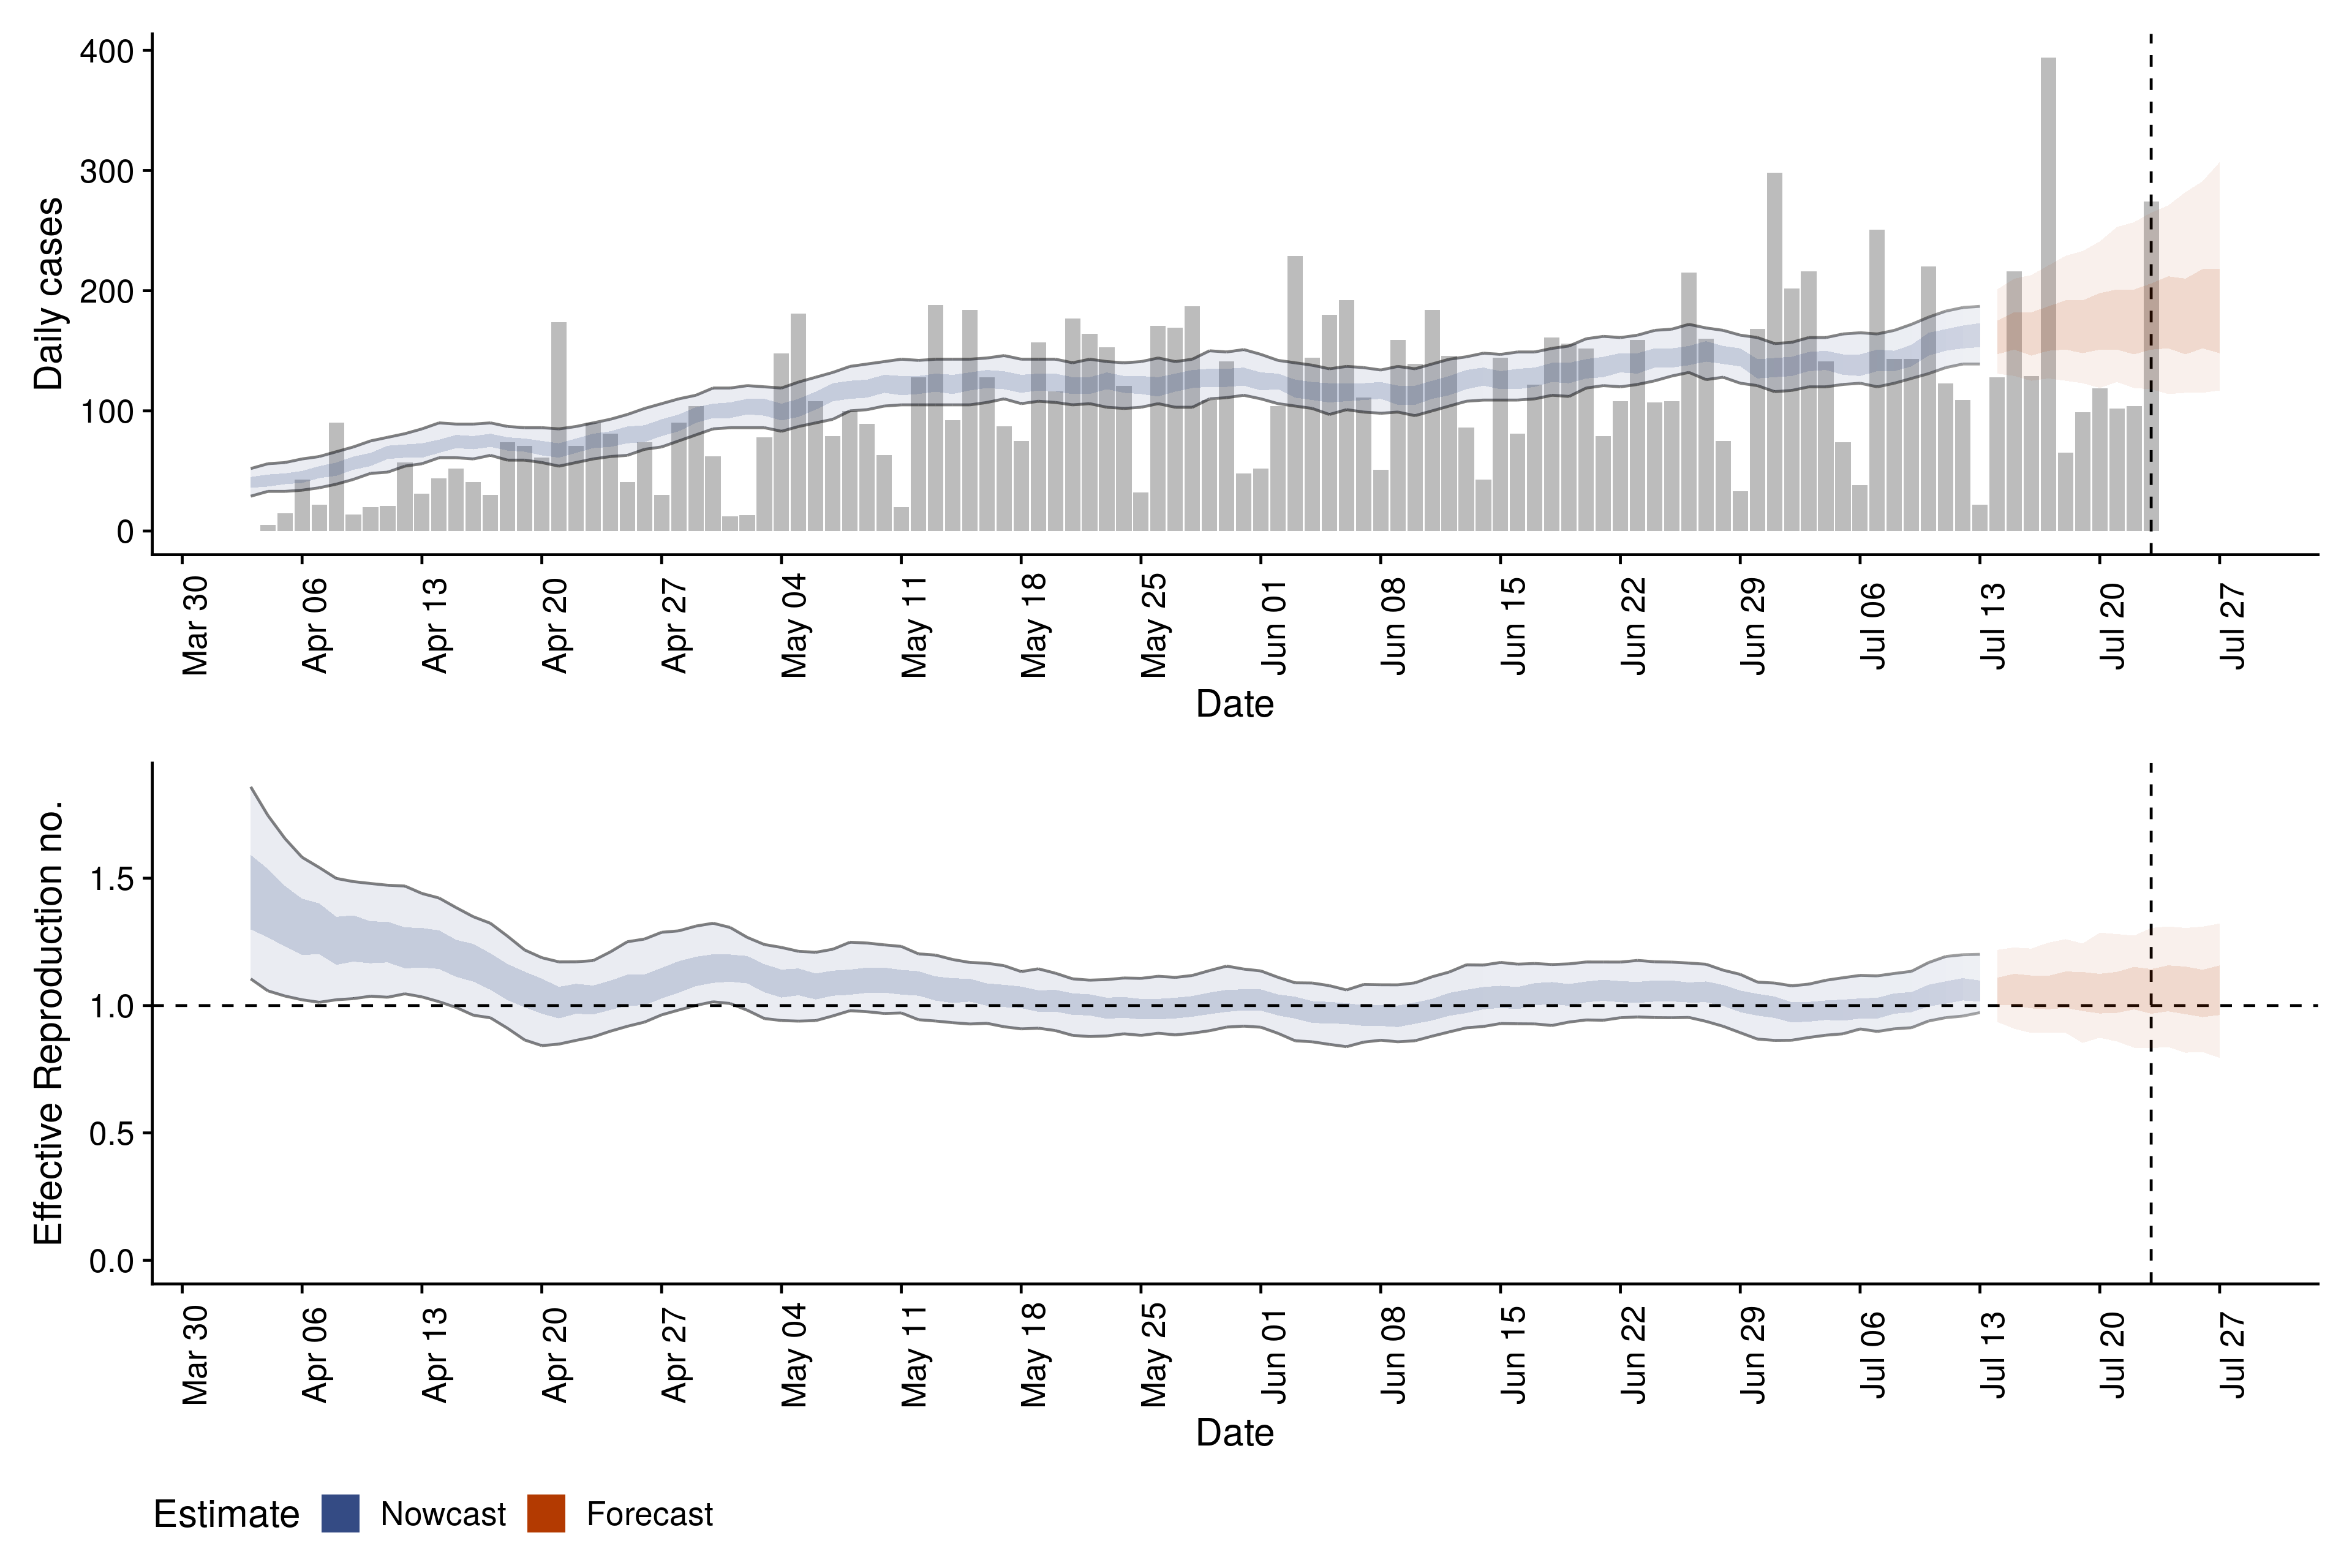 400
300
200
100
0
Daily cases
Mar 30
Apr 06
Apr 13
Apr 20
Apr 27
May 04
May 11
May 18
May 25
Jun 01
Jun 08
Jun 15
Jun 22
Jun 29
Jul 06
Jul 13
Jul 20
Jul 27
Date
1.5
1.0
0.5
0.0
Effective Reproduction no.
Mar 30
Apr 06
Apr 13
Apr 20
Apr 27
May 04
May 11
May 18
May 25
Jun 01
Jun 08
Jun 15
Jun 22
Jun 29
Jul 06
Jul 13
Jul 20
Jul 27
Date
Estimate Nowcast Forecast